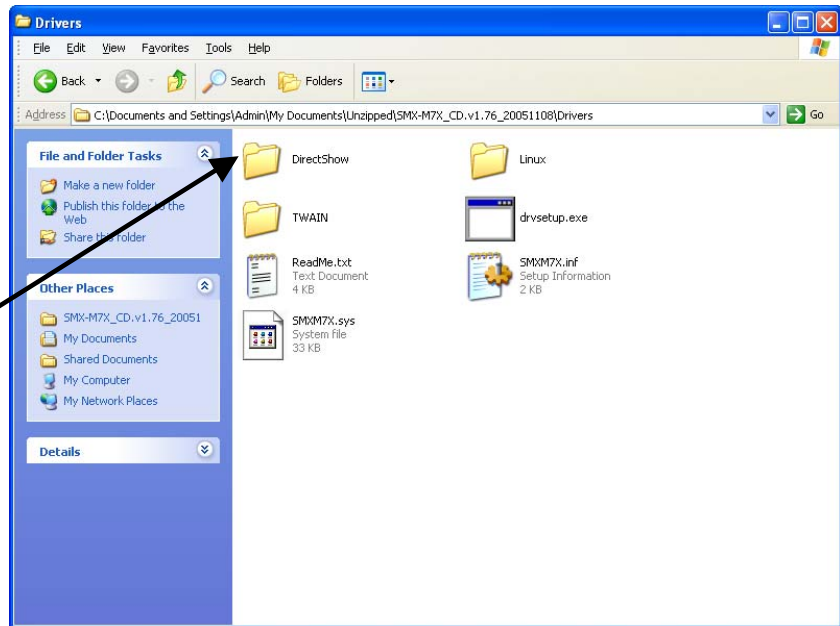 Drivers
File Edit View Favorites Tools Help
Back Search Folders
Address C:\Documents and Settings\Admin\My Documents\Unzipped\SMX-M7X_CD.v1.76_20051108\Drivers Go
File and Folder Tasks
Make a new folder
Publish this folder to the
Web
Share this folder
Other Places
SMX-M7X_CD.v1.76_20051
My Documents
Shared Documents
My Computer
My Network Places
Details
DirectShow
Linux
TWAIN
drvsetup.exe
ReadMe.txt
Text Document
4 KB
SMXM7X.inf
Setup Information
2 KB
SMXM7X.sys
System file
33 KB